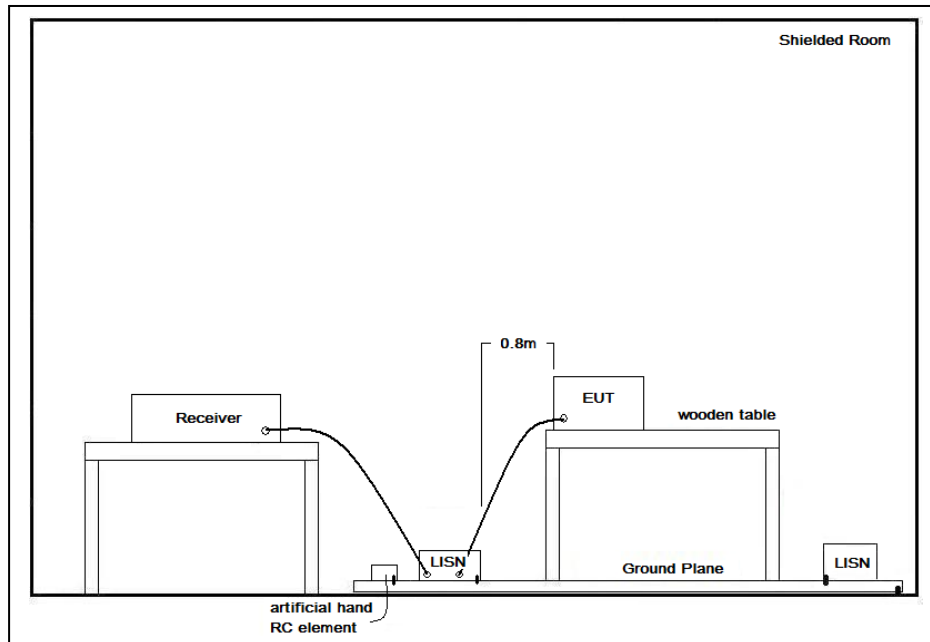 Shielded Room
0.8m
EUT
Receiver
wooden table
LISN
Ground Plane
LISN
artificial hand
RC element